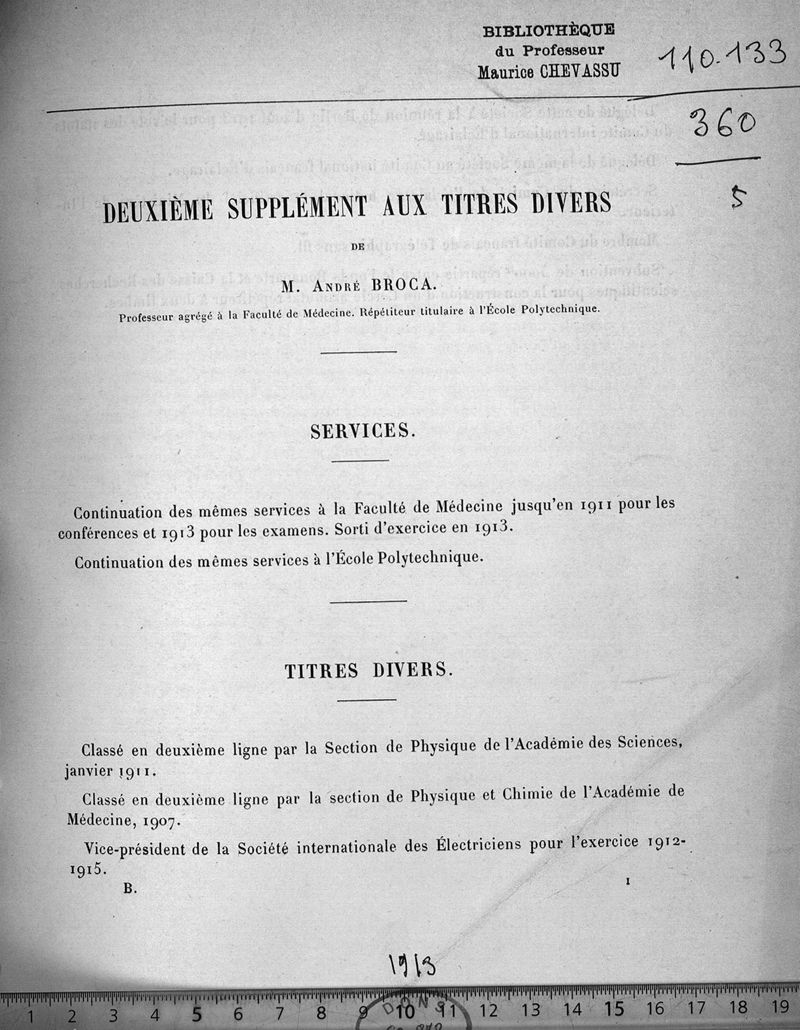 BIBLIOTHÈQUE
du Professeur
Maurice CHEVASSU
110.133
360
5
DEUXIÈME SUPPLÉMENT AUX TITRES DIVERS
DE
M. André BROCA.
Professeur agrégé à la Faculté de Médecine. Répétiteur titulaire à l'École Polytechnique.
SERVICES.
Continuation des mêmes services à la Faculté de Médecine jusqu'en 1911 pour les
conférences et 1913 pour les examens. Sorti d'exercice en 1913.
Continuation des mêmes services à l'École Polytechnique.
TITRES DIVERS.
Classé en deuxième ligne par la Section de Physique de l'Académie des Sciences,
janvier 1911.
Classé en deuxième ligne par la section de Physique et Chimie de l'Académie de
Médecine, 1907.
Vice-président de la Société internationale des Électriciens pour l'exercice 1912-
1915.
B. 1
1913
1 2 3 4 5 6 7 8 9 10 11 12 13 14 15 16 17 18 19